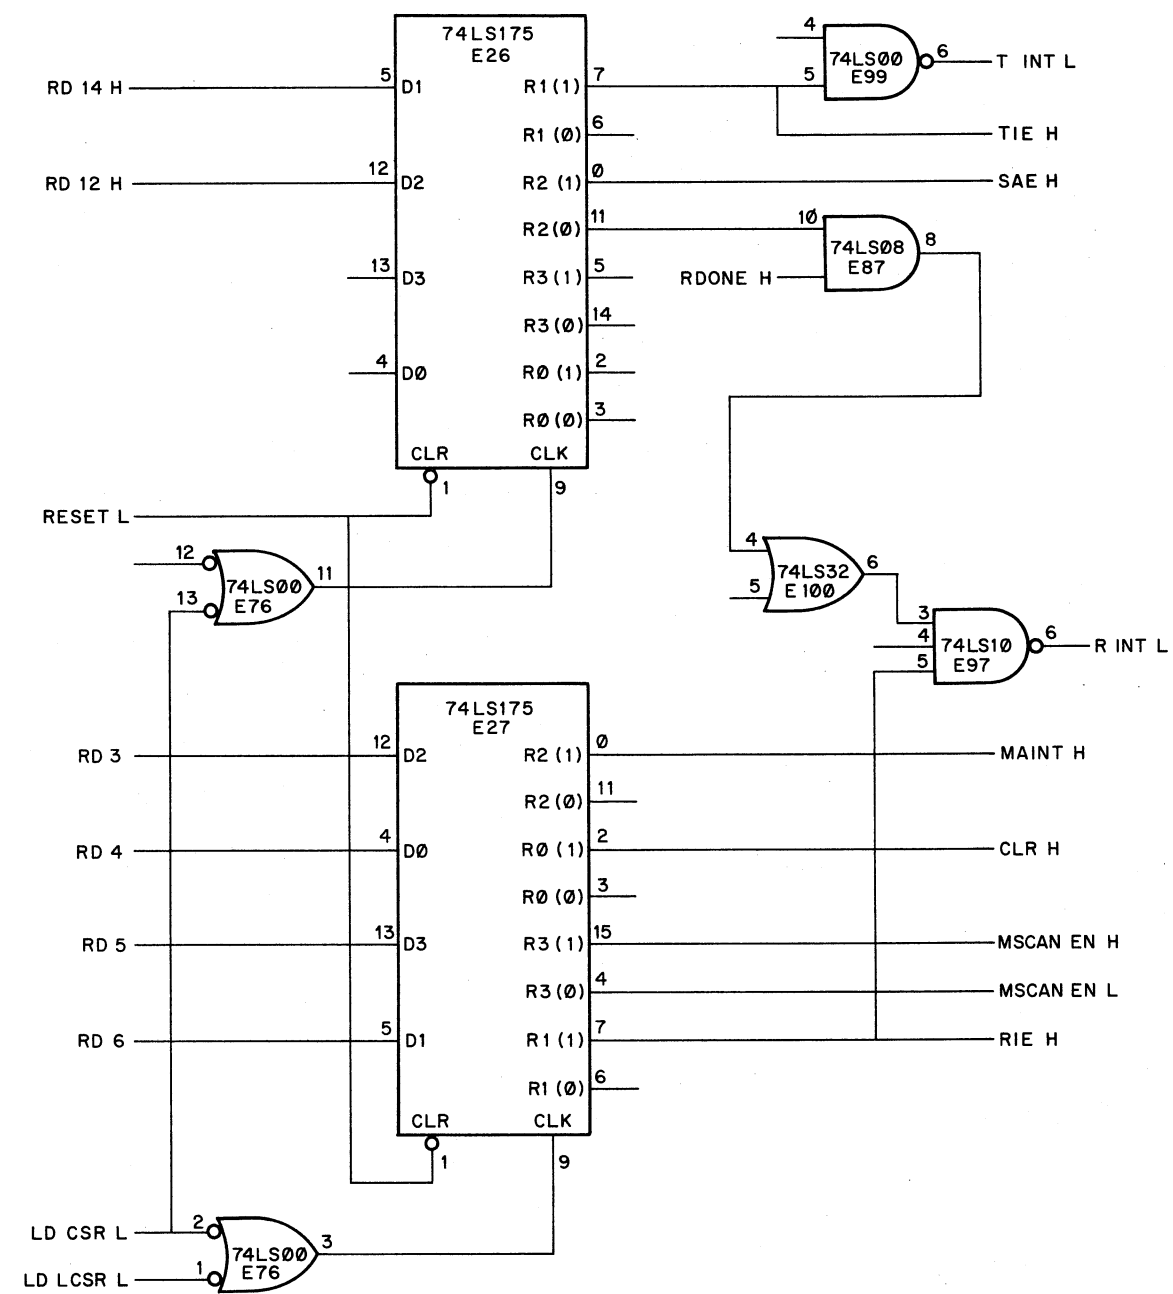 74LS175
E26
RD 14 H
5
D1
R1 (1)
7
4
5
74LS00
E99
6
T INT L
R1 (0)
6
TIE H
RD 12 H
12
D2
R2 (1)
0
SAE H
R2 (0)
11
10
74LS08
E87
8
13
D3
R3 (1)
5
RDONE H
R3 (0)
14
4
D0
R0 (1)
2
R0 (0)
3
CLR
CLK
1
9
RESET L
12
13
74LS00
E76
11
4
5
74LS32
E100
6
3
4
5
74LS10
E97
6
R INT L
74LS175
E27
RD 3
12
D2
R2 (1)
0
MAINT H
R2 (0)
11
RD 4
4
D0
R0 (1)
2
CLR H
R0 (0)
3
RD 5
13
D3
R3 (1)
15
MSCAN EN H
R3 (0)
4
MSCAN EN L
RD 6
5
D1
R1 (1)
7
RIE H
R1 (0)
6
CLR
CLK
1
9
LD CSR L
2
74LS00
E76
3
LD LCSR L
1